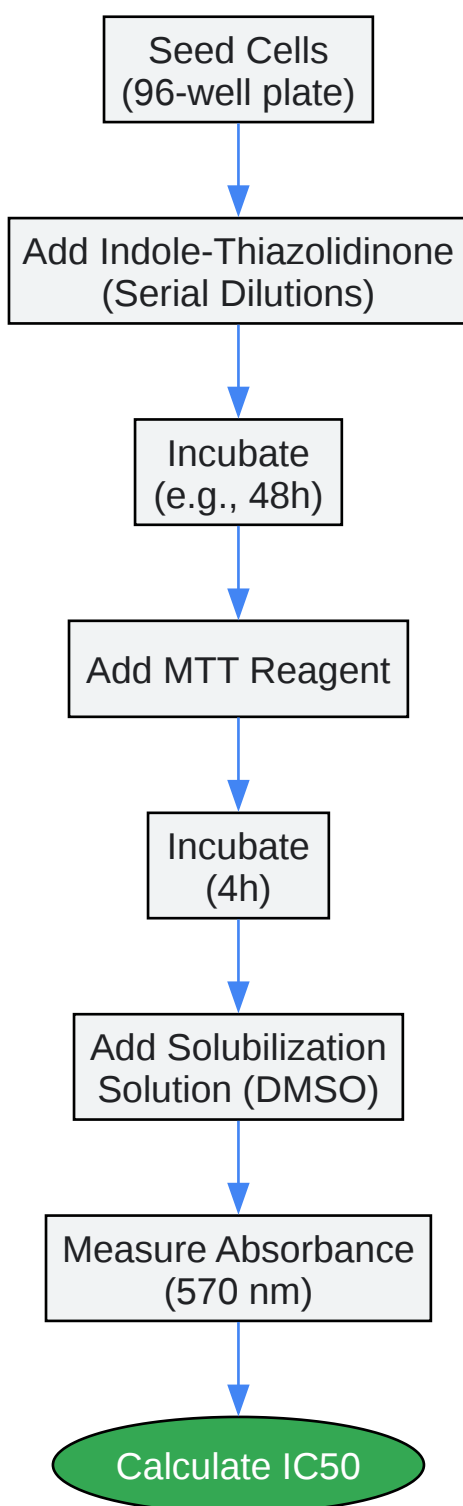 Seed Cells
(96-well plate)
Add Indole-Thiazolidinone
(Serial Dilutions)
Incubate
(e.g., 48h)
Add MTT Reagent
Incubate
(4h)
Add Solubilization
Solution (DMSO)
Measure Absorbance
(570 nm)
Calculate IC50